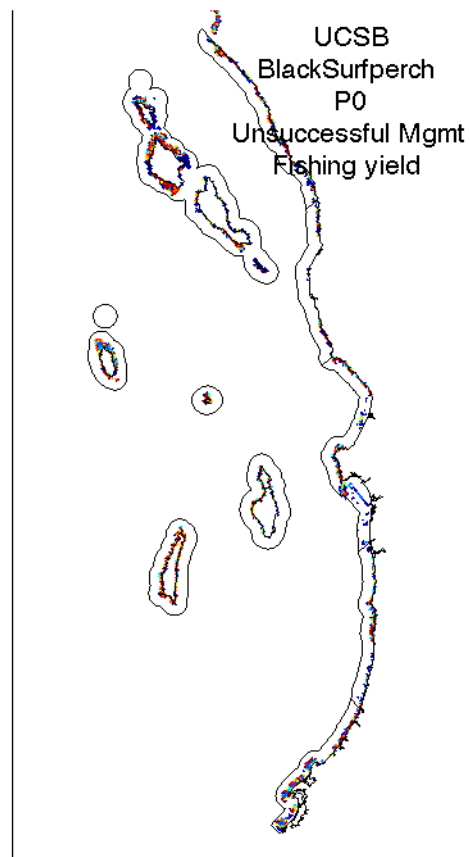 UCSB
BlackSurfperch
P0
Unsuccessful Mgmt
Fishing yield